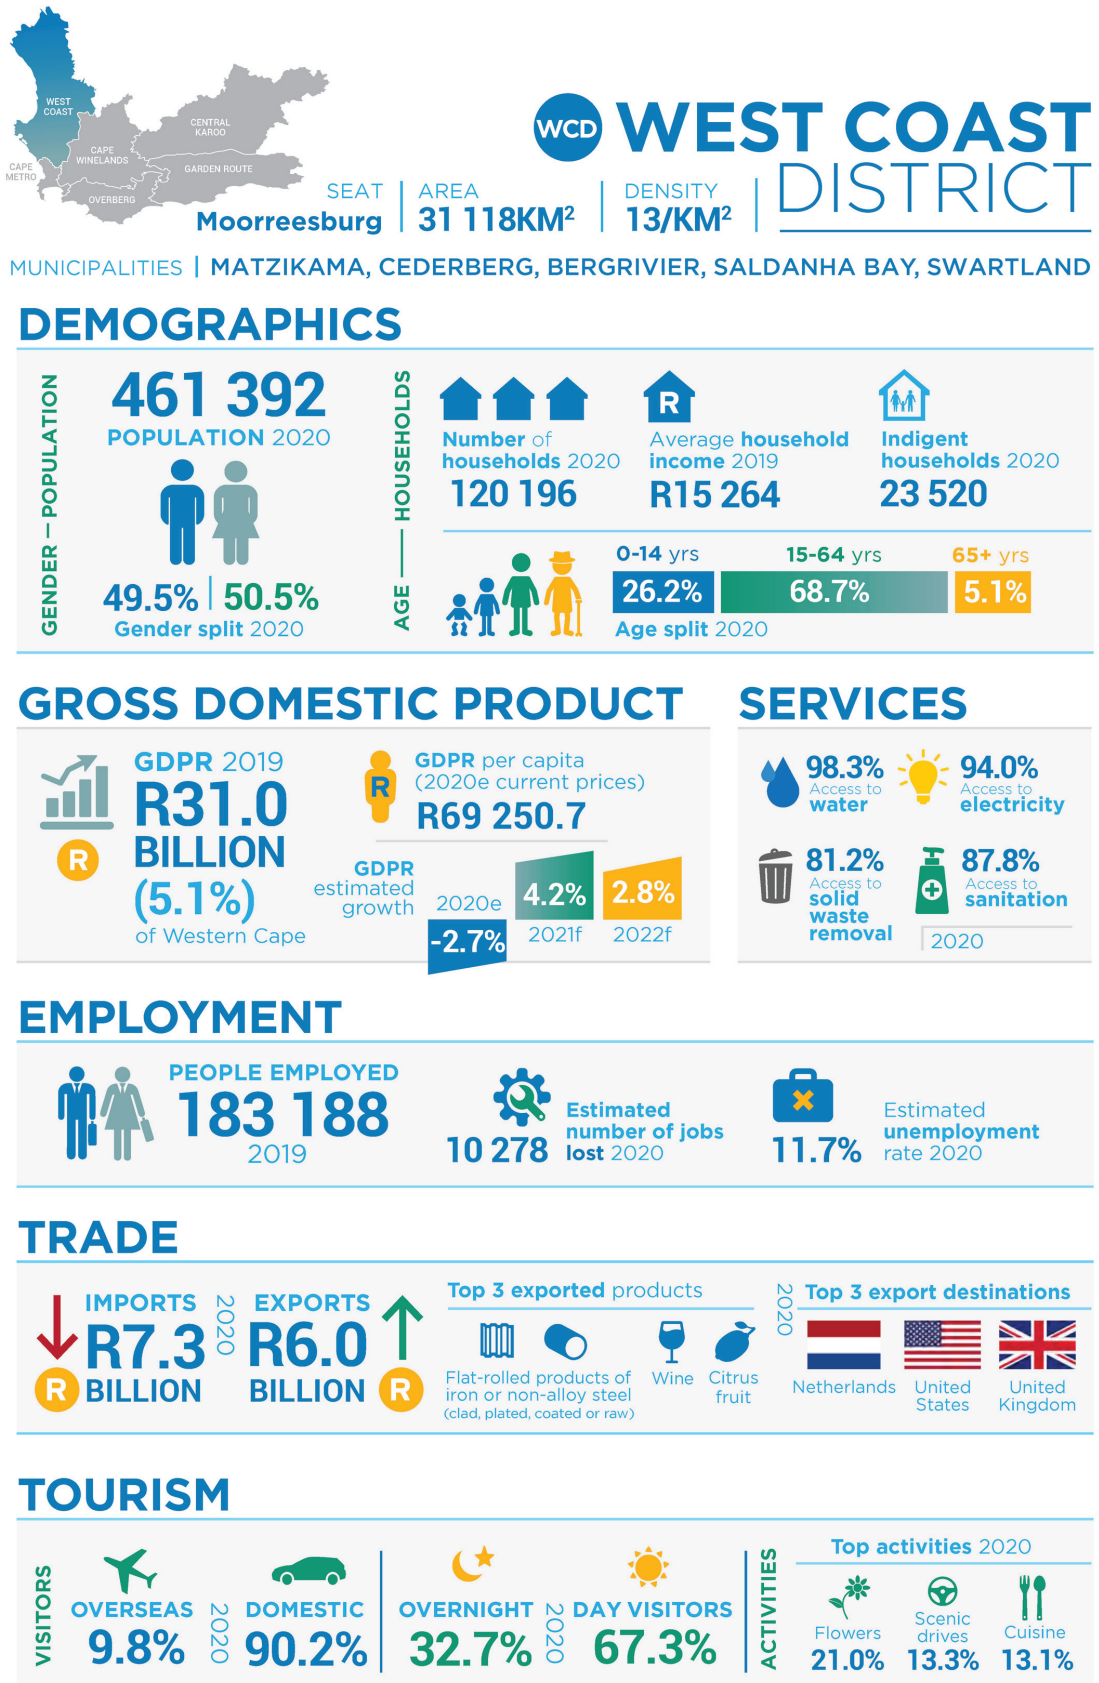 WEST
COAST
CENTRAL
KAROO
CAPE
WINELANDS
CAPE
METRO
GARDEN ROUTE
OVERBERG
WCD WEST COAST
DISTRICT
SEAT
Moorreesburg
AREA
31 118KM²
DENSITY
13/KM²
MUNICIPALITIES | MATZIKAMA, CEDERBERG, BERGRIVIER, SALDANHA BAY, SWARTLAND
DEMOGRAPHICS
GENDER — POPULATION
461 392
POPULATION 2020
49.5% | 50.5%
Gender split 2020
AGE — HOUSEHOLDS
Number of
households 2020
120 196
R
Average household
income 2019
R15 264
Indigent
households 2020
23 520
0-14 yrs
26.2%
15-64 yrs
68.7%
65+ yrs
5.1%
Age split 2020
GROSS DOMESTIC PRODUCT
GDPR 2019
R31.0
BILLION
R
(5.1%)
of Western Cape
R
GDPR per capita
(2020e current prices)
R69 250.7
GDPR
estimated
growth
2020e
-2.7%
4.2%
2021f
2.8%
2022f
SERVICES
98.3%
Access to
water
94.0%
Access to
electricity
81.2%
Access to
solid
waste
removal
87.8%
Access to
sanitation
2020
EMPLOYMENT
PEOPLE EMPLOYED
183 188
2019
10 278
Estimated
number of jobs
lost 2020
11.7%
Estimated
unemployment
rate 2020
TRADE
IMPORTS
R7.3
R BILLION
2020
EXPORTS
R6.0
BILLION R
Top 3 exported products
Flat-rolled products of
iron or non-alloy steel
(clad, plated, coated or raw)
Wine
Citrus
fruit
2020
Top 3 export destinations
Netherlands
United
States
United
Kingdom
TOURISM
VISITORS
OVERSEAS
9.8%
2020
DOMESTIC
90.2%
OVERNIGHT
32.7%
2020
DAY VISITORS
67.3%
ACTIVITIES
Top activities 2020
Flowers
21.0%
Scenic
drives
13.3%
Cuisine
13.1%